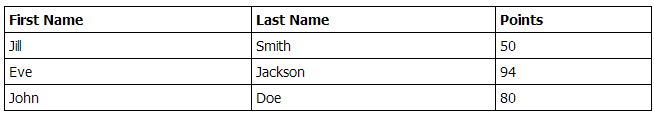 First Name Last Name Points
Jill Smith 50
Eve Jackson 94
John Doe 80